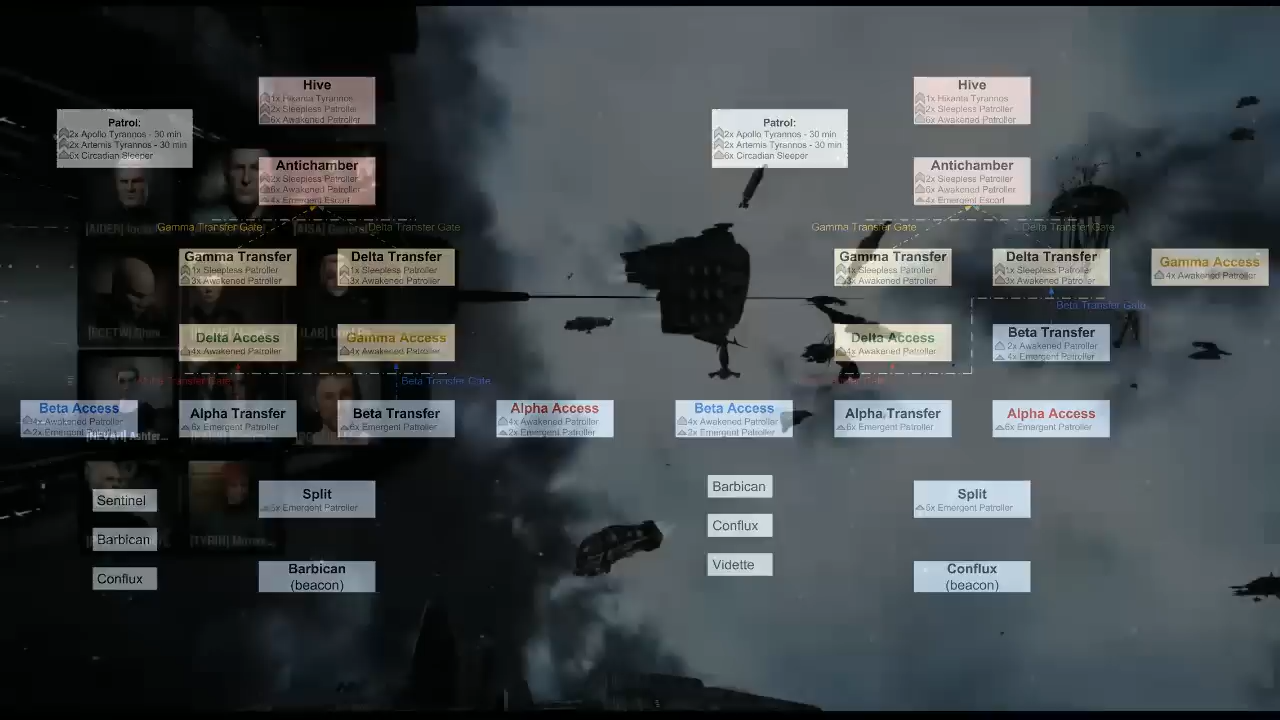 Hive
1x Hikanta Tyrannos
2x Sleepless Patroller
6x Awakened Patroller
Patrol:
2x Apollo Tyrannos - 30 min
2x Artemis Tyrannos - 30 min
6x Circadian Sleeper
Antichamber
2x Sleepless Patroller
6x Awakened Patroller
4x Emergent Escort
Gamma Transfer Gate
Delta Transfer Gate
Gamma Transfer
1x Sleepless Patroller
3x Awakened Patroller
Delta Transfer
1x Sleepless Patroller
3x Awakened Patroller
Delta Access
4x Awakened Patroller
Gamma Access
4x Awakened Patroller
Alpha Transfer Gate
Beta Transfer Gate
Beta Access
4x Awakened Patroller
2x Emergent Patroller
Alpha Transfer
6x Emergent Patroller
Beta Transfer
6x Emergent Patroller
Alpha Access
4x Awakened Patroller
2x Emergent Patroller
Sentinel
Barbican
Conflux
Split
5x Emergent Patroller
Barbican
(beacon)
Hive
1x Hikanta Tyrannos
2x Sleepless Patroller
6x Awakened Patroller
Patrol:
2x Apollo Tyrannos - 30 min
2x Artemis Tyrannos - 30 min
6x Circadian Sleeper
Antichamber
2x Sleepless Patroller
6x Awakened Patroller
4x Emergent Escort
Gamma Transfer Gate
Delta Transfer Gate
Gamma Transfer
1x Sleepless Patroller
3x Awakened Patroller
Delta Transfer
1x Sleepless Patroller
3x Awakened Patroller
Gamma Access
4x Awakened Patroller
Beta Transfer Gate
Delta Access
4x Awakened Patroller
Beta Transfer
2x Awakened Patroller
4x Emergent Patroller
Beta Access
4x Awakened Patroller
2x Emergent Patroller
Alpha Transfer
6x Emergent Patroller
Alpha Access
6x Emergent Patroller
Barbican
Conflux
Vidette
Split
5x Emergent Patroller
Conflux
(beacon)